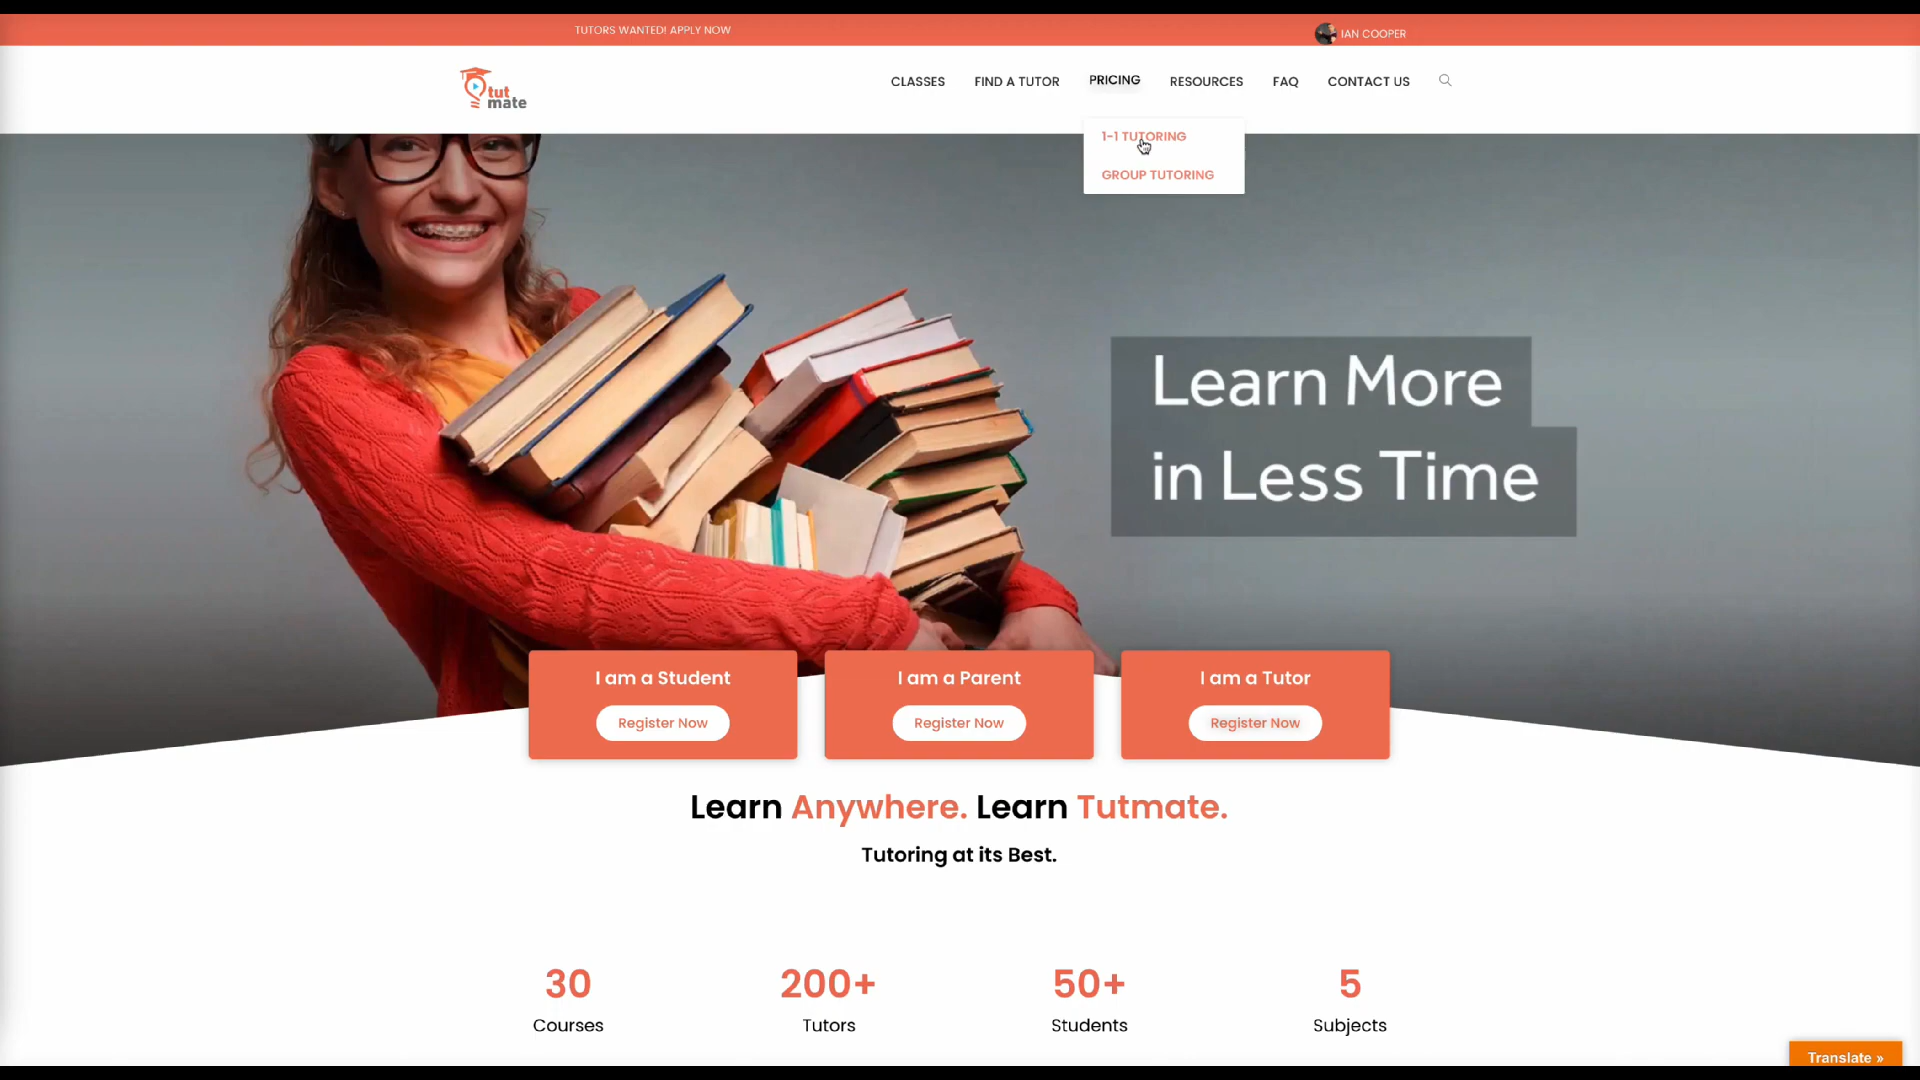 TUTORS WANTED! APPLY NOW
IAN COOPER
tut
mate
CLASSES
FIND A TUTOR
PRICING
RESOURCES
FAQ
CONTACT US
1-1 TUTORING
GROUP TUTORING
Learn More
in Less Time
I am a Student
Register Now
I am a Parent
Register Now
I am a Tutor
Register Now
Learn Anywhere. Learn Tutmate.
Tutoring at its Best.
30
Courses
200+
Tutors
50+
Students
5
Subjects
Translate »